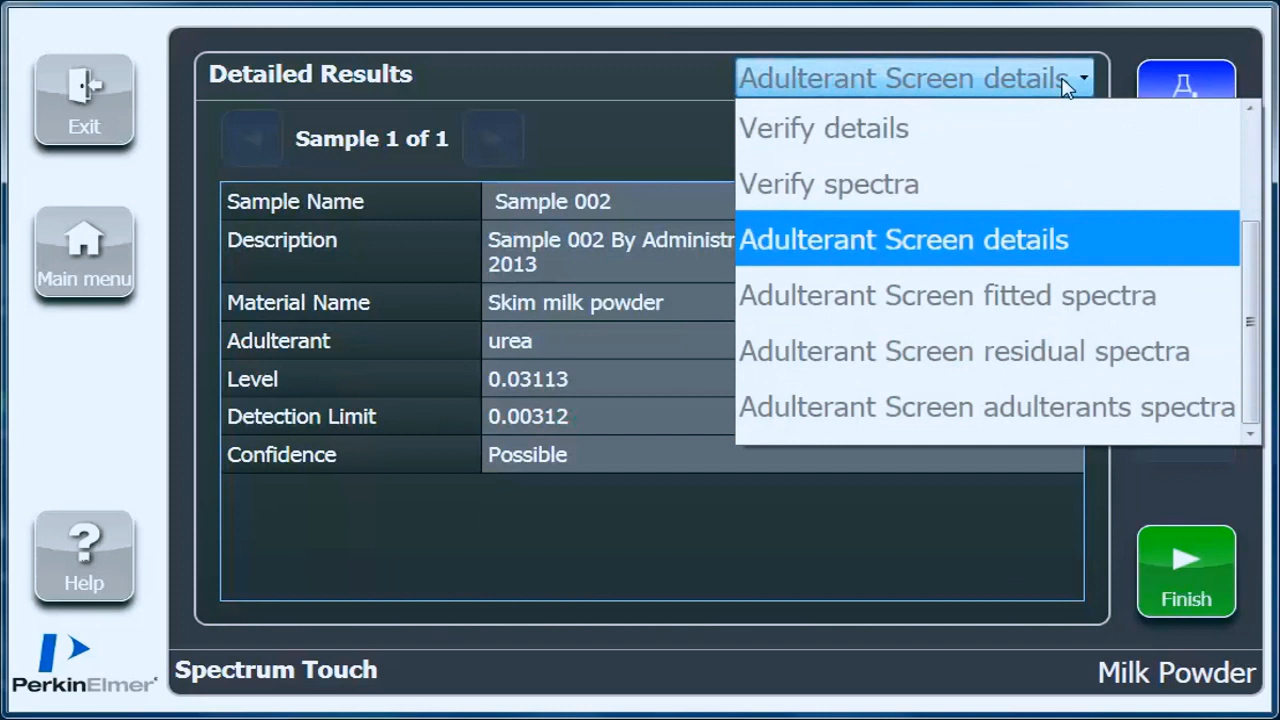 Exit
Main menu
Help
PerkinElmer
Detailed Results
Adulterant Screen details
Sample 1 of 1
Verify details
Verify spectra
Adulterant Screen details
Adulterant Screen fitted spectra
Adulterant Screen residual spectra
Adulterant Screen adulterants spectra
Sample Name Sample 002
Description Sample 002 By Administr
2013
Material Name Skim milk powder
Adulterant urea
Level 0.03113
Detection Limit 0.00312
Confidence Possible
Finish
Spectrum Touch
Milk Powder